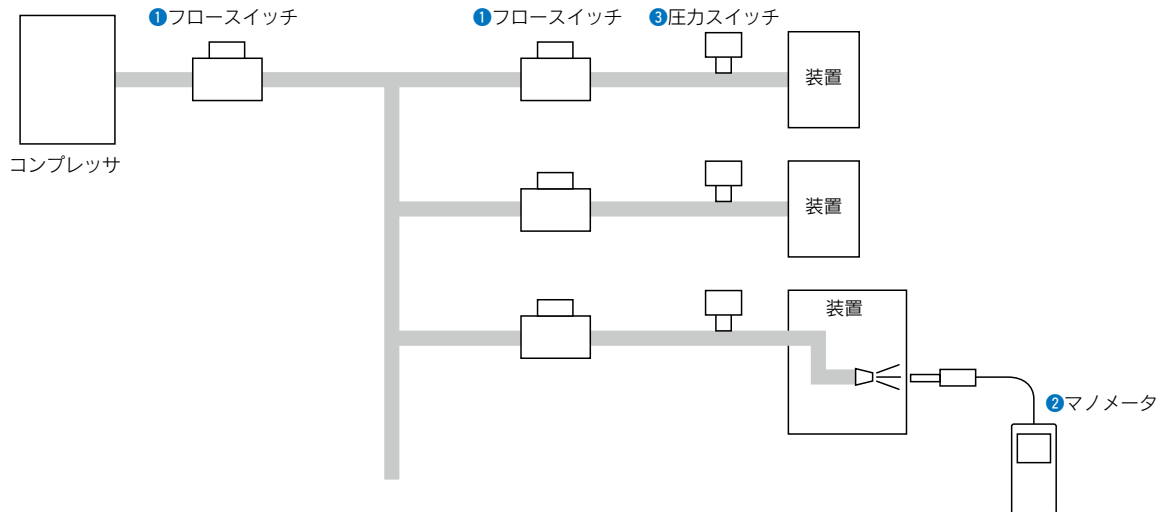 ❶フロースイッチ
❶フロースイッチ
❸圧力スイッチ
装置
コンプレッサ
装置
装置
❷マノメータ